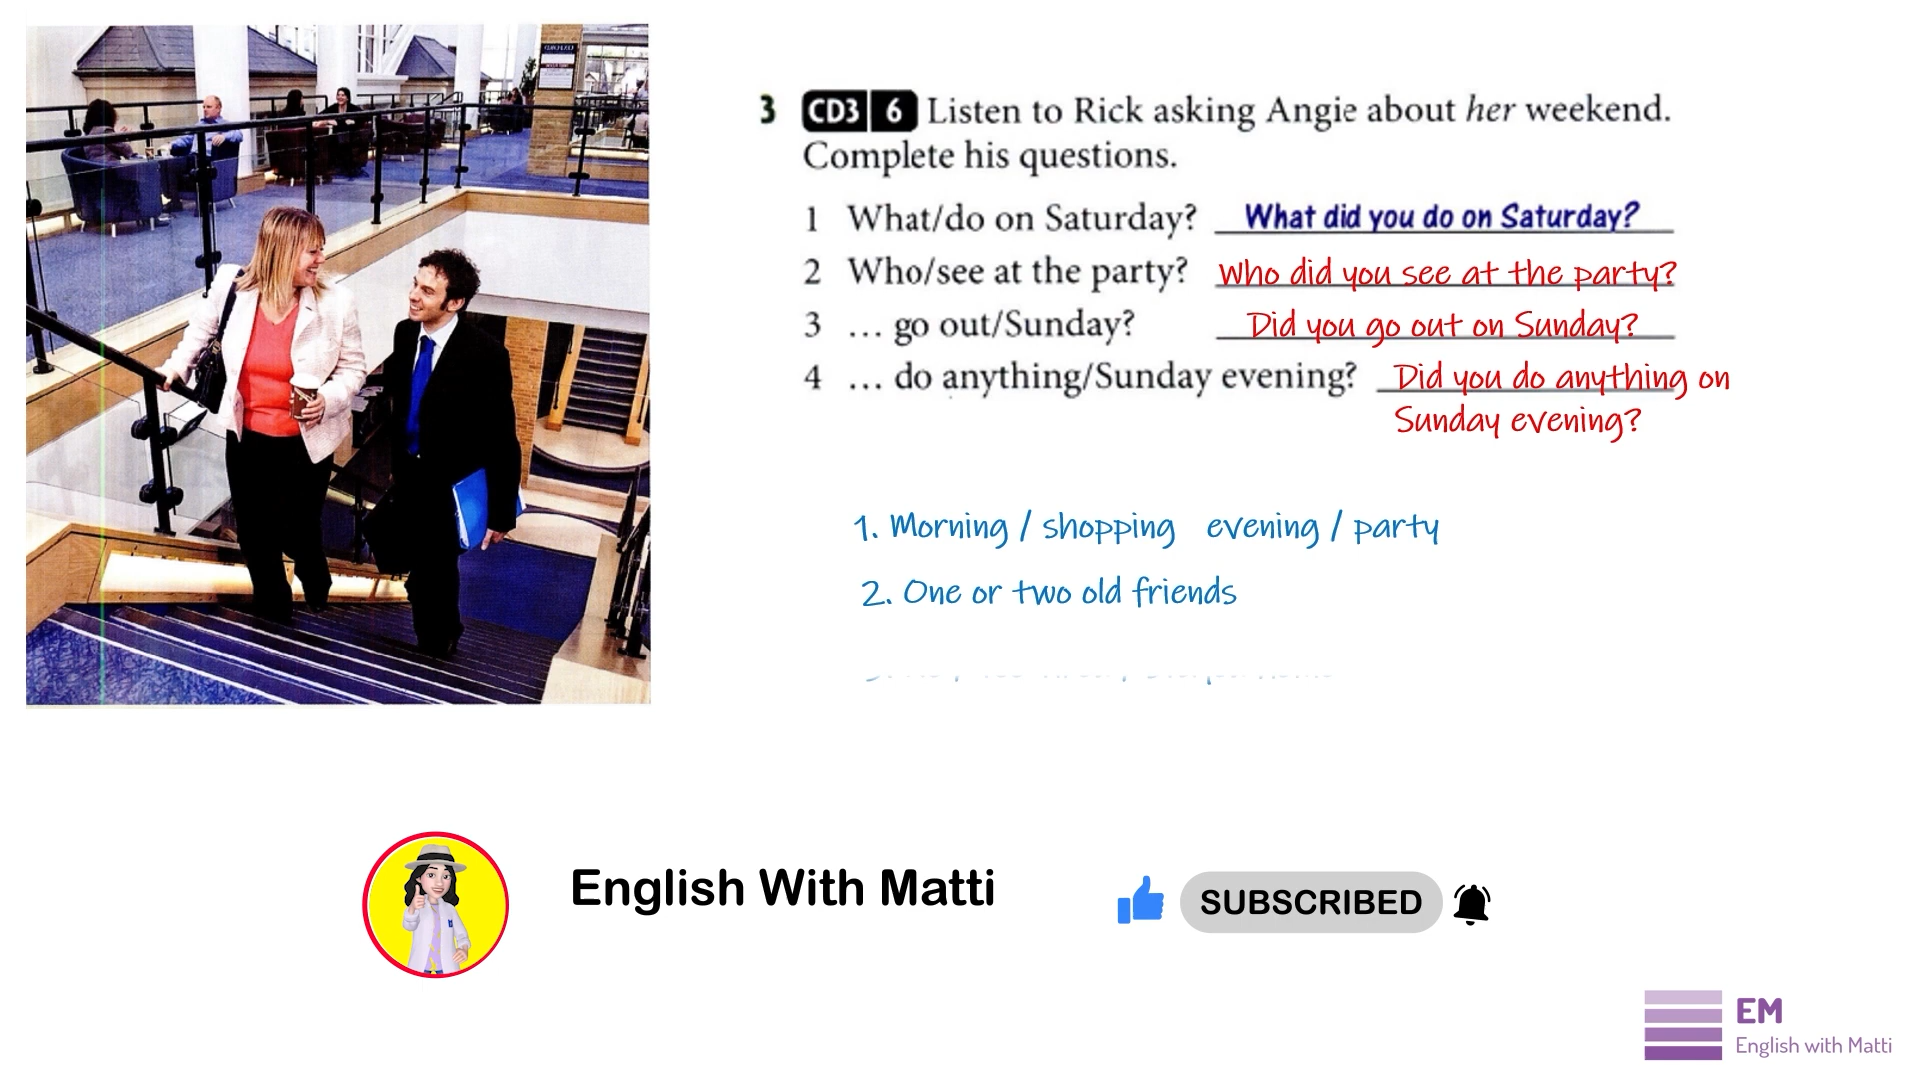 3 CD3 6 Listen to Rick asking Angie about her weekend.
Complete his questions.
1 What/do on Saturday? What did you do on Saturday?
2 Who/see at the party? Who did you see at the party?
3 ... go out/Sunday? Did you go out on Sunday?
4 ... do anything/Sunday evening? Did you do anything on
Sunday evening?
1. Morning / shopping evening / party
2. One or two old friends
English With Matti
SUBSCRIBED
EM
English with Matti